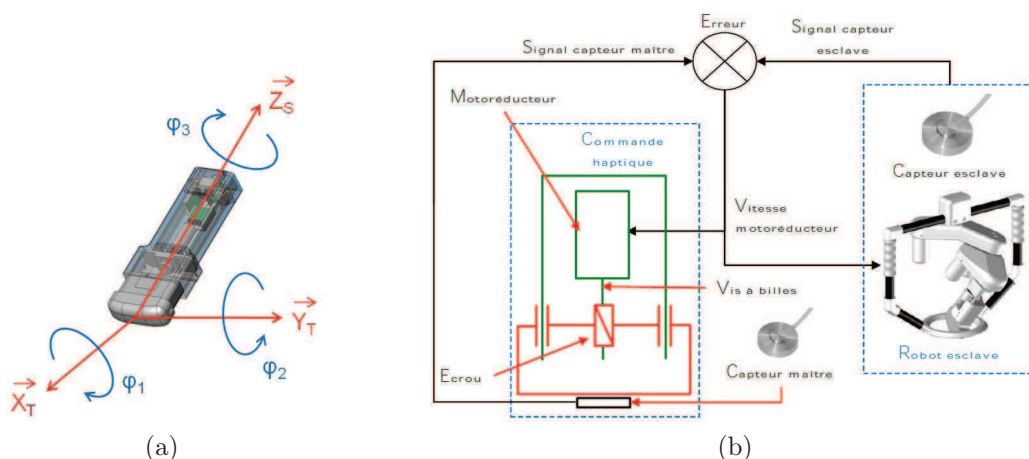 Z_S
φ3
Y_T
φ2
X_T
φ1
(a)
Erreur
Signal capteur maître
Signal capteur
esclave
Motoréducteur
Commande
haptique
Capteur esclave
Vitesse
motoréducteur
Vis à billes
Ecrou
Capteur maître
Robot esclave
(b)